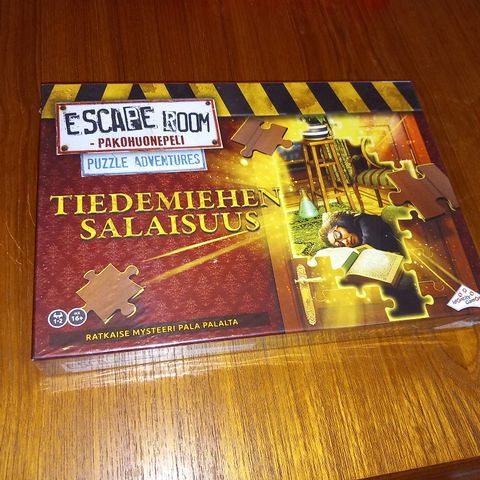 ESCAPE ROOM
- PAKOHUONEPELI
PUZZLE ADVENTURES
TIEDEMIEHEN
SALAISUUS
1-2
16+
RATKAISE MYSTEERI PALA PALALTA